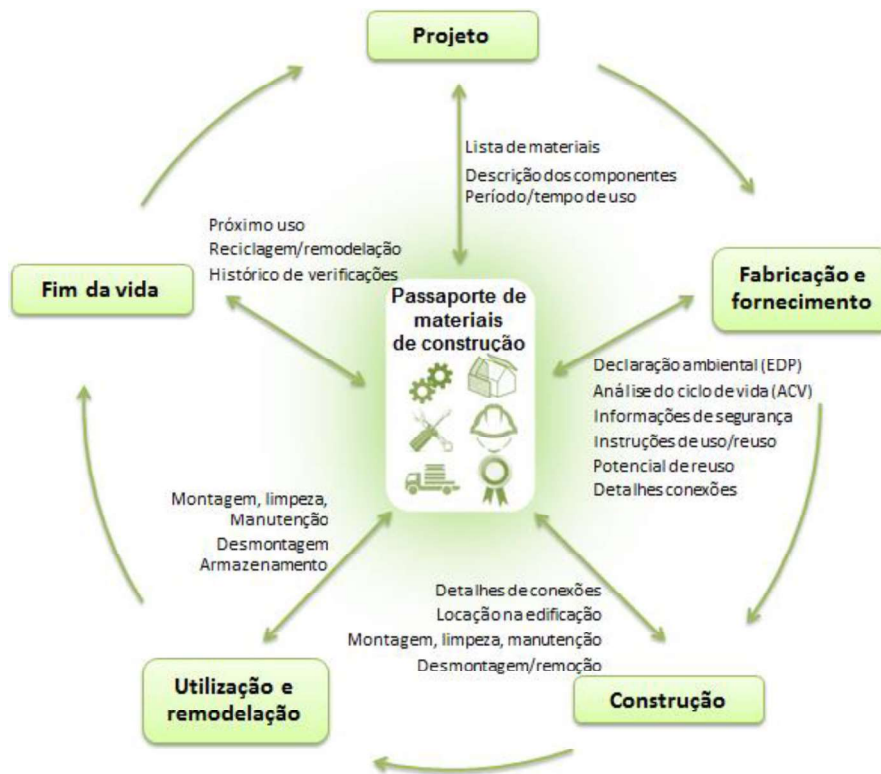 Projeto
Lista de materiais
Descrição dos componentes
Período/tempo de uso
Próximo uso
Reciclagem/remodelação
Histórico de verificações
Fim da vida
Fabricação e
fornecimento
Passaporte de
materiais
de construção
Declaração ambiental (EDP)
Análise do ciclo de vida (ACV)
Informações de segurança
Instruções de uso/reuso
Potencial de reuso
Detalhes conexões
Montagem, limpeza,
Manutenção
Desmontagem
Armazenamento
Detalhes de conexões
Locação na edificação
Montagem, limpeza, manutenção
Desmontagem/remoção
Utilização e
remodelação
Construção